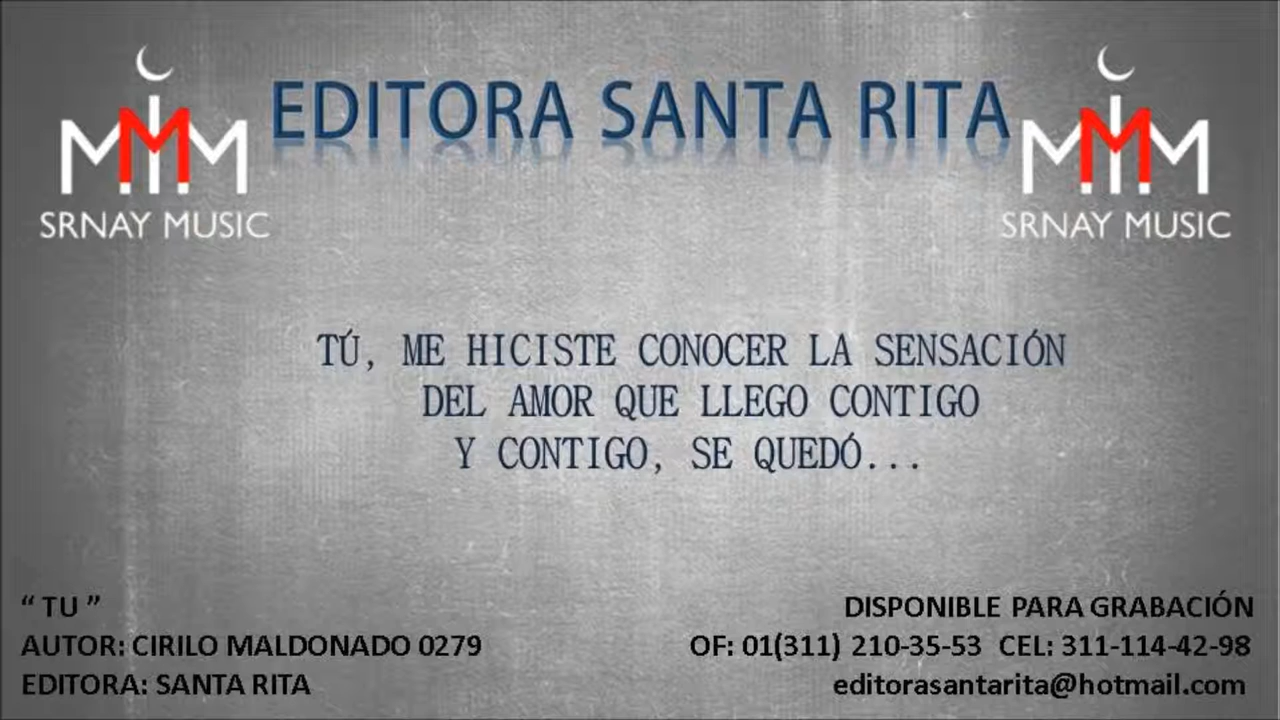 EDITORA SANTA RITA
MMM
SRNAY MUSIC
MMM
SRNAY MUSIC
TÚ, ME HICISTE CONOCER LA SENSACIÓN
DEL AMOR QUE LLEGO CONTIGO
Y CONTIGO, SE QUEDÓ...
“ TU ”
AUTOR: CIRILO MALDONADO 0279
EDITORA: SANTA RITA
DISPONIBLE PARA GRABACIÓN
OF: 01(311) 210-35-53 CEL: 311-114-42-98
editorasantarita@hotmail.com